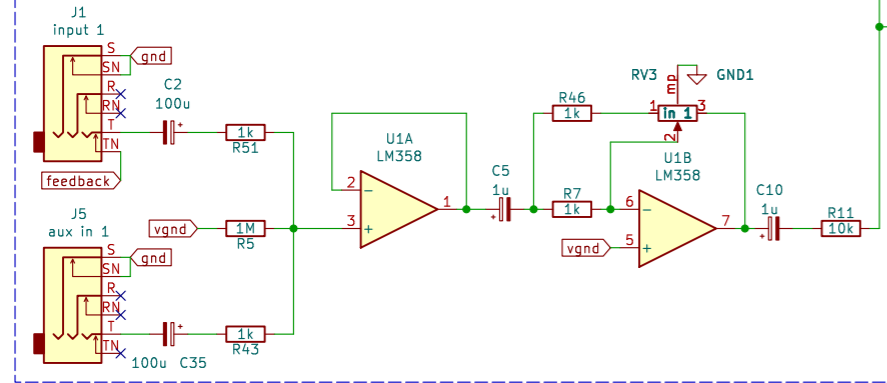 J1
input 1
S
gnd
SN
R
RN
T
TN
feedback
C2
100u
1k
R51
J5
aux in 1
S
gnd
SN
R
RN
T
TN
vgnd
1M
R5
100u C35
1k
R43
U1A
LM358
2
3
1
C5
1u
R46
1k
R7
1k
RV3
mp
GND1
1
in 1
3
2
U1B
LM358
6
5
7
vgnd
C10
1u
R11
10k